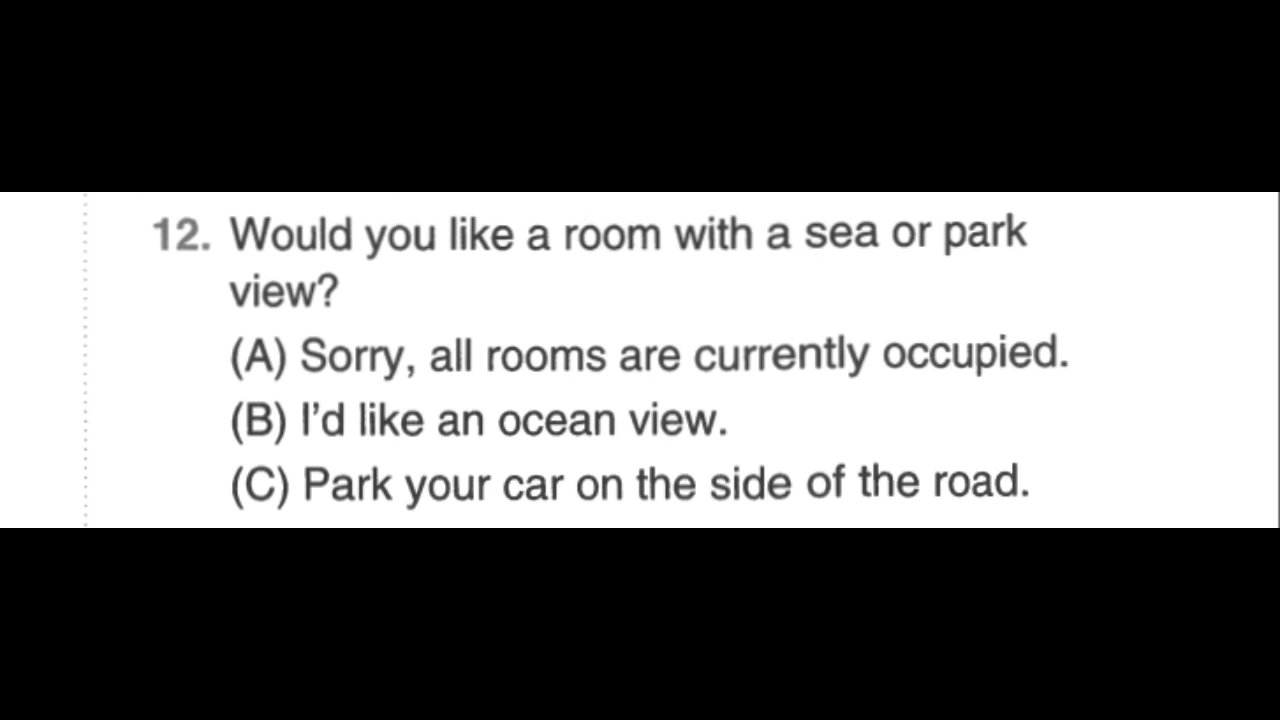 12. Would you like a room with a sea or park
view?
(A) Sorry, all rooms are currently occupied.
(B) I'd like an ocean view.
(C) Park your car on the side of the road.